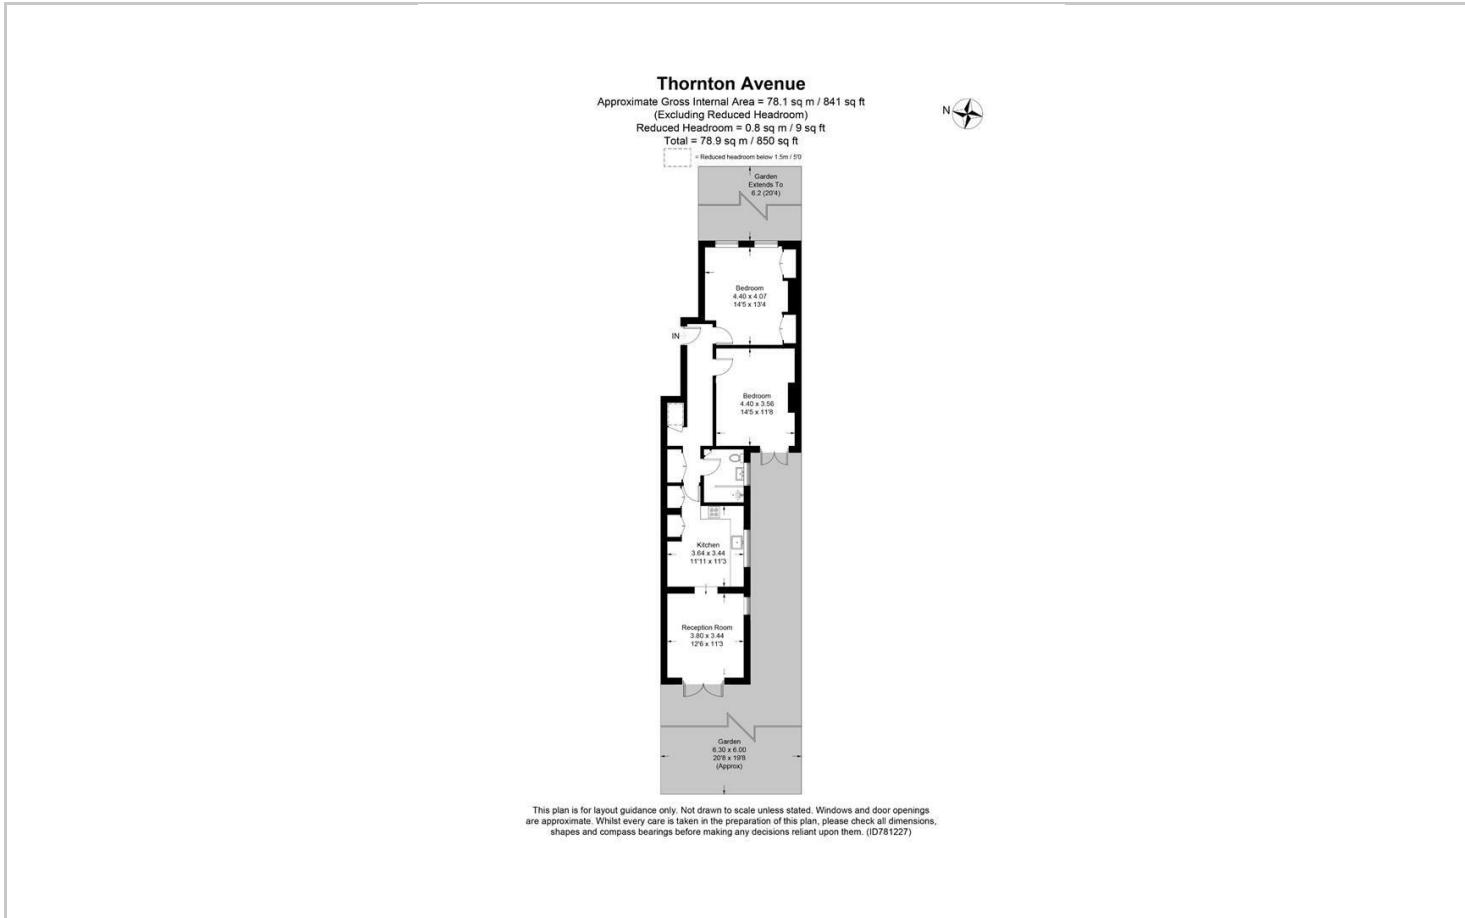 Thornton Avenue
Approximate Gross Internal Area = 78.1 sq m / 841 sq ft
(Excluding Reduced Headroom)
Reduced Headroom = 0.8 sq m / 9 sq ft
Total = 78.9 sq m / 850 sq ft
= Reduced headroom below 1.5m / 5'0
N
Garden
Extends To
6.2 (20'4)
Bedroom
4.40 x 4.07
14'5 x 13'4
IN
Bedroom
4.40 x 3.56
14'5 x 11'8
Kitchen
3.64 x 3.44
11'11 x 11'3
Reception Room
3.80 x 3.44
12'6 x 11'3
Garden
6.30 x 6.00
20'8 x 19'8
(Approx)
This plan is for layout guidance only. Not drawn to scale unless stated. Windows and door openings
are approximate. Whilst every care is taken in the preparation of this plan, please check all dimensions,
shapes and compass bearings before making any decisions reliant upon them. (ID781227)